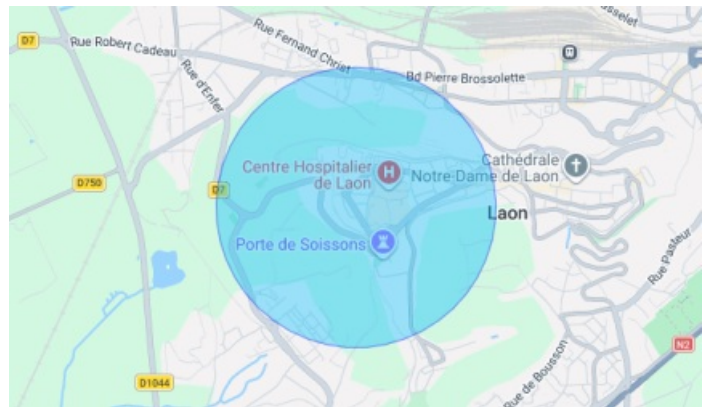 D7
Rue Robert Cadeau
Rue Fernand Christ
Rue d'Enfer
Bd Pierre Brossolette
Centre Hospitalier
de Laon
Cathédrale
Notre-Dame de Laon
D750
D7
Laon
Porte de Soissons
Rue Pasteur
N2
D1044
Rue de Bousson